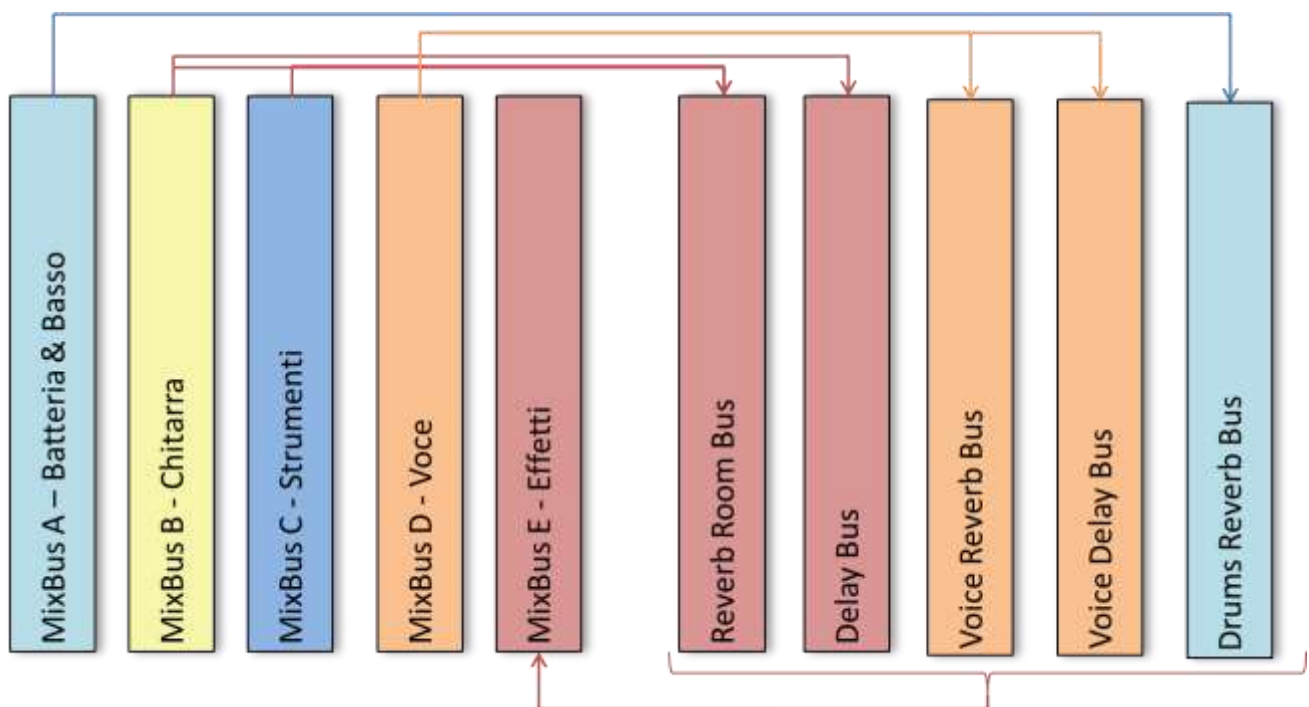 MixBus A – Batteria & Basso
MixBus B - Chitarra
MixBus C - Strumenti
MixBus D - Voce
MixBus E - Effetti
Reverb Room Bus
Delay Bus
Voice Reverb Bus
Voice Delay Bus
Drums Reverb Bus